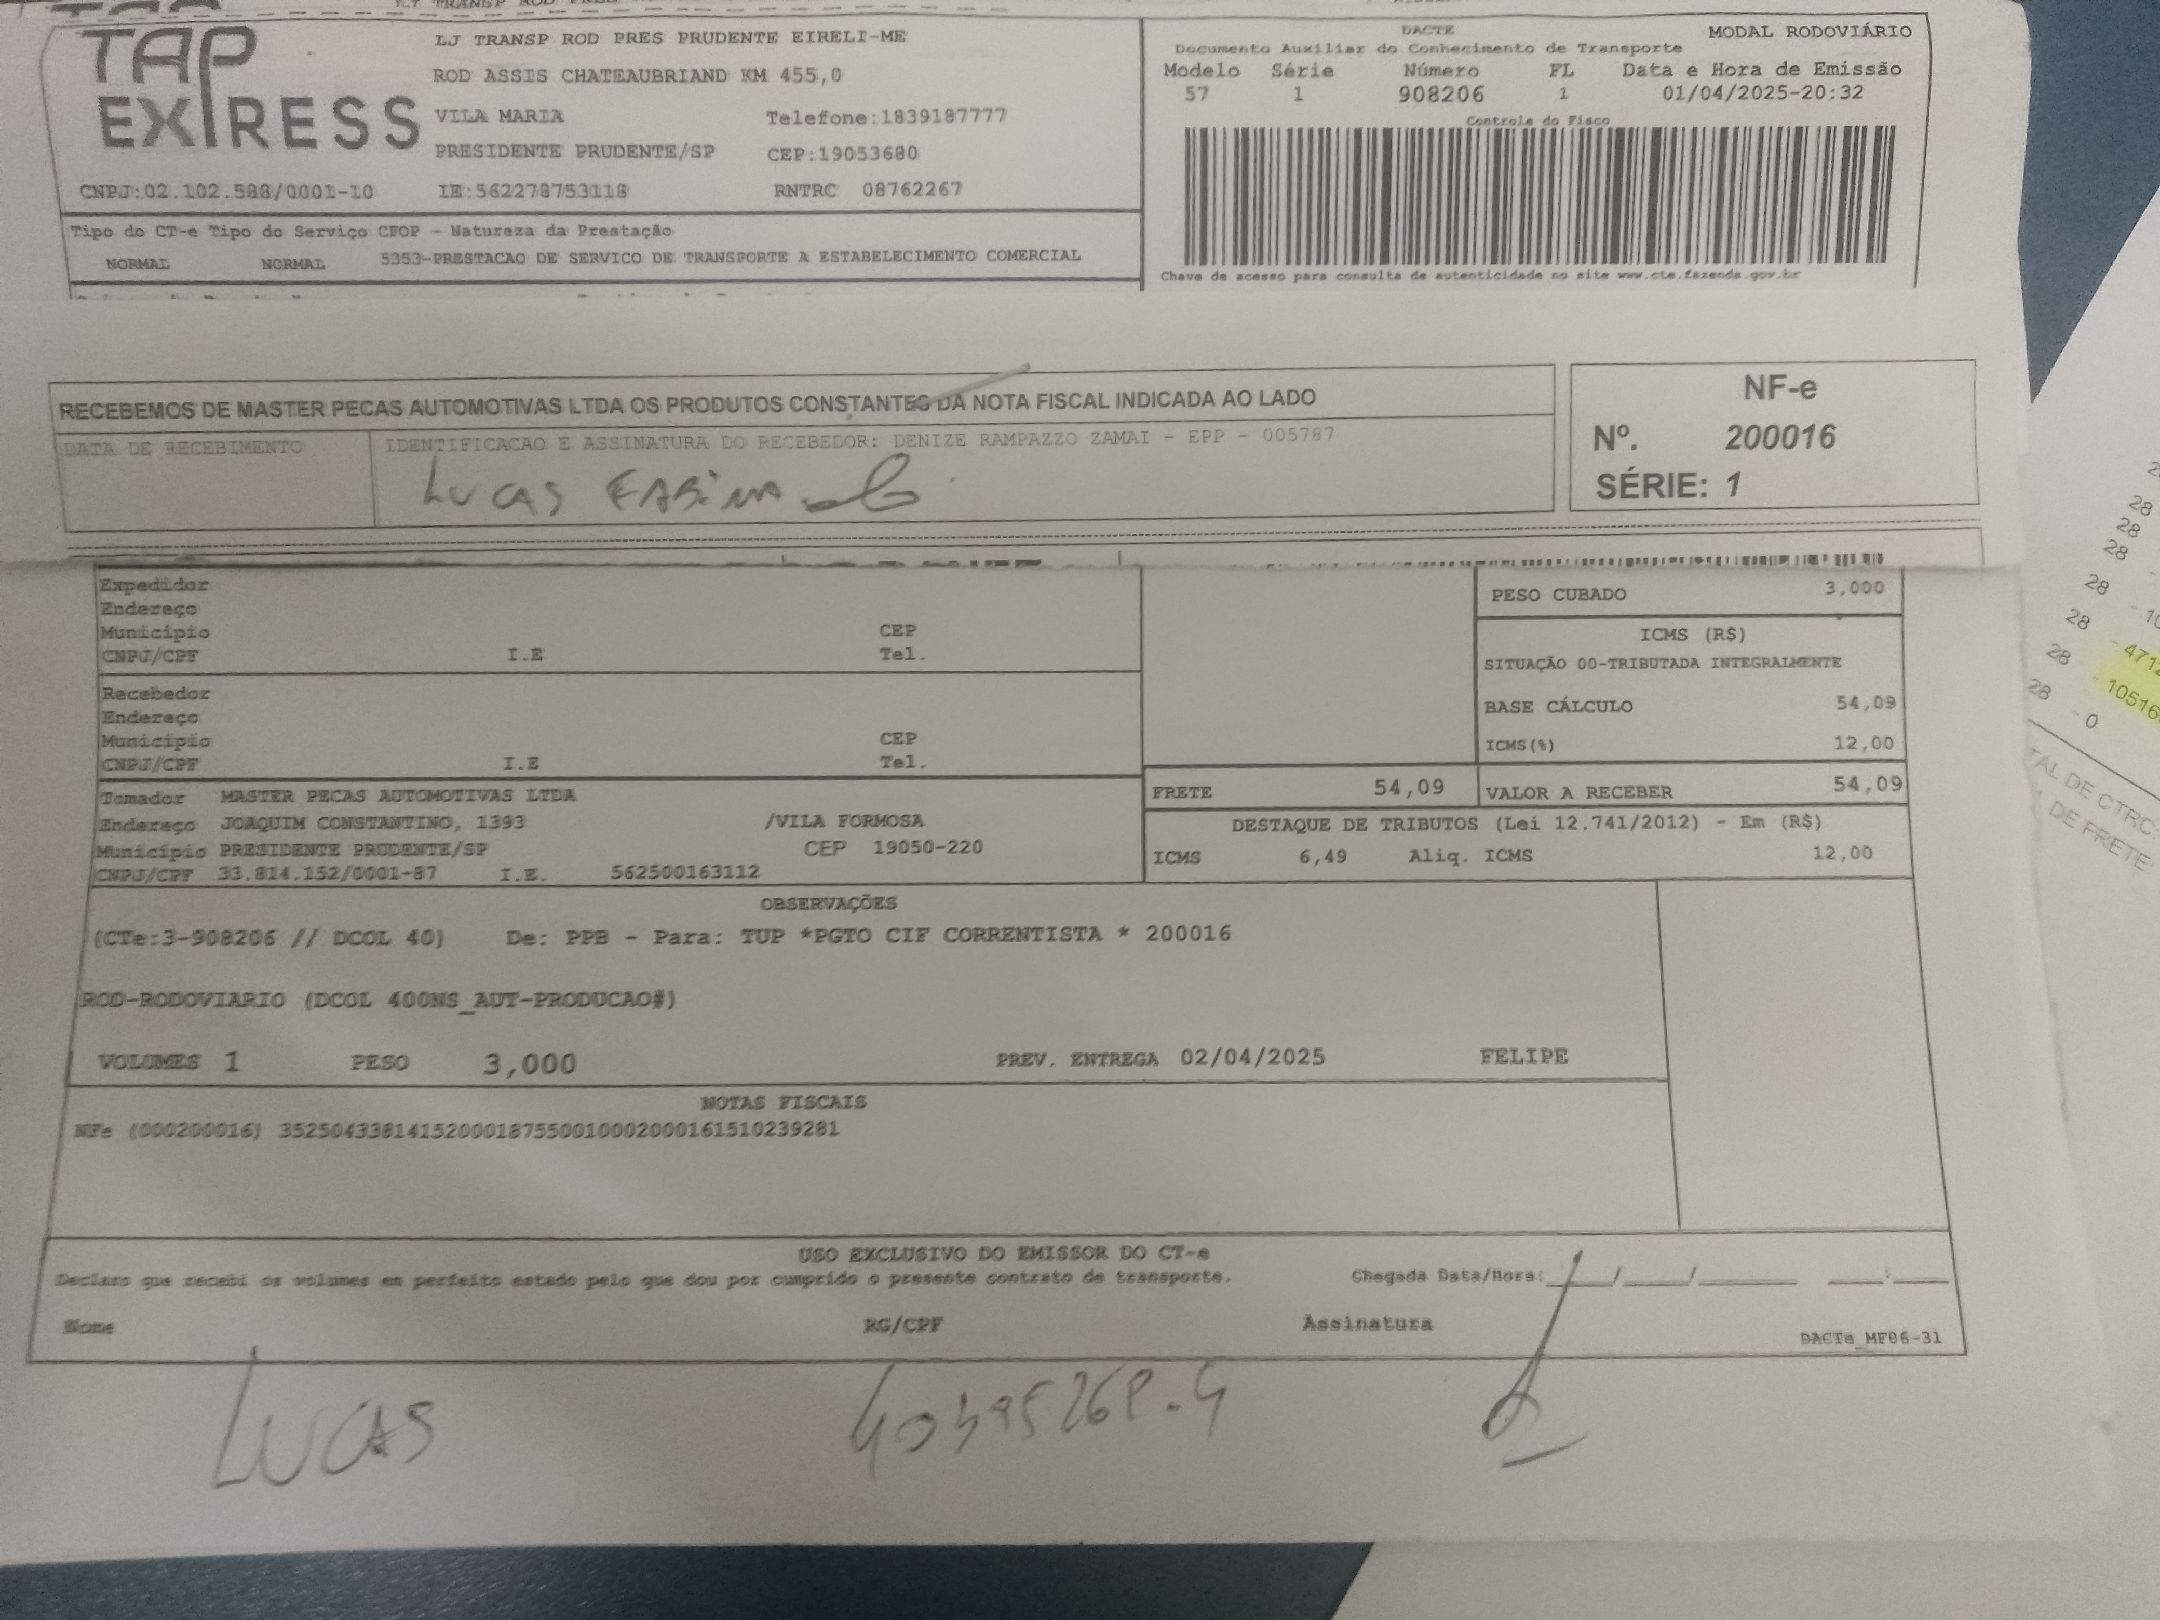 TAP EXPRESS
LJ TRANSP ROD PRES PRUDENTE EIRELI-ME
ROD ASSIS CHATEAUBRIAND KM 455,0
VILA MARIA Telefone:1839187777
PRESIDENTE PRUDENTE/SP CEP:19053680
CNPJ:02.102.588/0001-10 IE:562278753118 RNTRC 08762267
DACTE MODAL RODOVIÁRIO
Documento Auxiliar do Conhecimento de Transporte
Modelo Série Número FL Data e Hora de Emissão
57 1 908206 1 01/04/2025-20:32
Controle do Fisco
Chave de acesso para consulta de autenticidade no site www.cte.fazenda.gov.br
Tipo do CT-e Tipo do Serviço CFOP - Natureza da Prestação
NORMAL NORMAL 5353-PRESTACAO DE SERVICO DE TRANSPORTE A ESTABELECIMENTO COMERCIAL
RECEBEMOS DE MASTER PECAS AUTOMOTIVAS LTDA OS PRODUTOS CONSTANTES DA NOTA FISCAL INDICADA AO LADO
DATA DE RECEBIMENTO IDENTIFICACAO E ASSINATURA DO RECEBEDOR: DENIZE RAMPAZZO ZAMAI - EPP - 005787
LUCAS
NF-e
Nº. 200016
SÉRIE: 1
Expedidor
Endereço
Município CEP
CNPJ/CPF I.E Tel.
Recebedor
Endereço
Município CEP
CNPJ/CPF I.E Tel.
Tomador MASTER PECAS AUTOMOTIVAS LTDA
Endereço JOAQUIM CONSTANTINO, 1393 /VILA FORMOSA
Município PRESIDENTE PRUDENTE/SP CEP 19050-220
CNPJ/CPF 33.814.152/0001-87 I.E. 562500163112
PESO CUBADO 3,000
ICMS (R$)
SITUAÇÃO 00-TRIBUTADA INTEGRALMENTE
BASE CÁLCULO 54,09
ICMS(%) 12,00
FRETE 54,09 VALOR A RECEBER 54,09
DESTAQUE DE TRIBUTOS (Lei 12.741/2012) - Em (R$)
ICMS 6,49 Aliq. ICMS 12,00
OBSERVAÇÕES
(CTe:3-908206 // DCOL 40) De: PPB - Para: TUP *PGTO CIF CORRENTISTA * 200016
ROD-RODOVIARIO (DCOL 400NS_AUT-PRODUCAO#)
VOLUMES 1 PESO 3,000 PREV. ENTREGA 02/04/2025 FELIPE
NOTAS FISCAIS
NFe (000200016) 35250433814152000187550010002000161510239281
USO EXCLUSIVO DO EMISSOR DO CT-e
Declaro que recebi os volumes em perfeito estado pelo que dou por cumprido o presente contrato de transporte. Chegada Data/Hora:___/___/___ ___:___
Nome RG/CPF Assinatura
DACTe_MF06-31
LUCAS
28
28
28
28
28
28
28 - 0